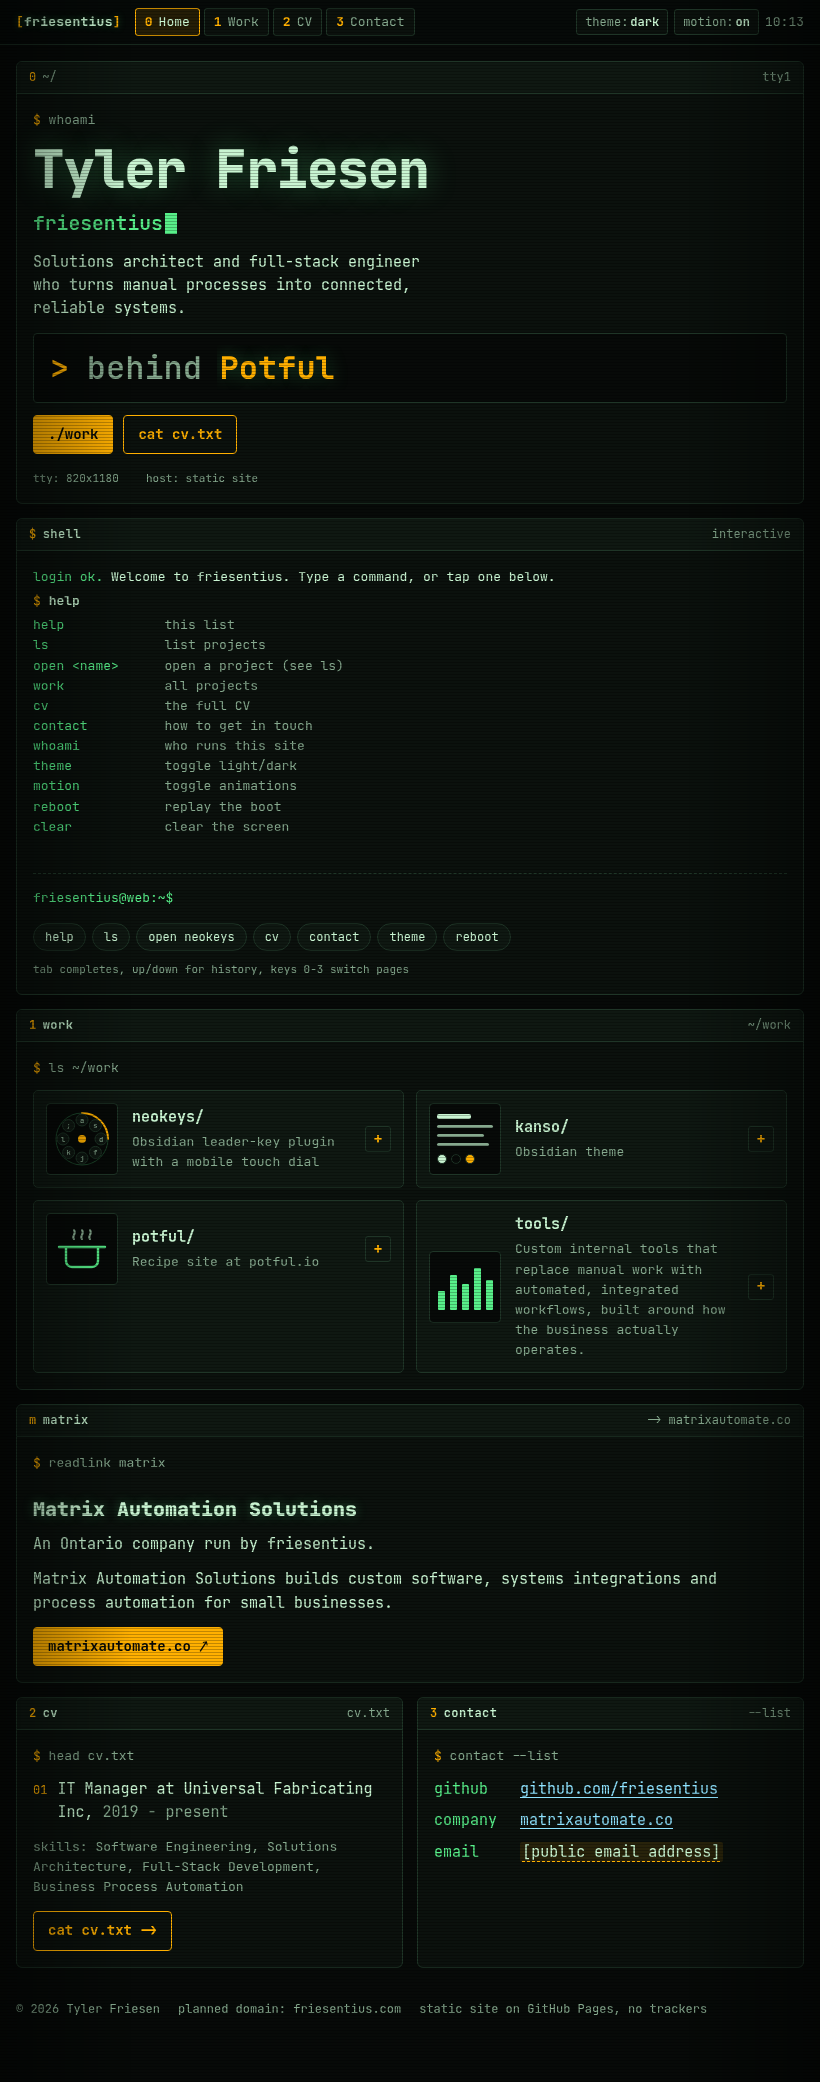 [friesentius] 0 Home 1 Work 2 CV 3 Contact theme:dark motion:on 10:13
0 ~/ tty1
$ whoami
Tyler Friesen
friesentius
Solutions architect and full-stack engineer
who turns manual processes into connected,
reliable systems.
> behind Potful
./work cat cv.txt
tty: 820x1180 host: static site
$ shell interactive
login ok. Welcome to friesentius. Type a command, or tap one below.
$ help
help this list
ls list projects
open <name> open a project (see ls)
work all projects
cv the full CV
contact how to get in touch
whoami who runs this site
theme toggle light/dark
motion toggle animations
reboot replay the boot
clear clear the screen
friesentius@web:~$
help ls open neokeys cv contact theme reboot
tab completes, up/down for history, keys 0-3 switch pages
1 work ~/work
$ ls ~/work
neokeys/
Obsidian leader-key plugin
with a mobile touch dial
+
kanso/
Obsidian theme
+
potful/
Recipe site at potful.io
+
tools/
Custom internal tools that
replace manual work with
automated, integrated
workflows, built around how
the business actually
operates.
+
m matrix → matrixautomate.co
$ readlink matrix
Matrix Automation Solutions
An Ontario company run by friesentius.
Matrix Automation Solutions builds custom software, systems integrations and
process automation for small businesses.
matrixautomate.co ↗
2 cv cv.txt
$ head cv.txt
01 IT Manager at Universal Fabricating
Inc, 2019 - present
skills: Software Engineering, Solutions
Architecture, Full-Stack Development,
Business Process Automation
cat cv.txt →
3 contact --list
$ contact --list
github github.com/friesentius
company matrixautomate.co
email [public email address]
© 2026 Tyler Friesen planned domain: friesentius.com static site on GitHub Pages, no trackers